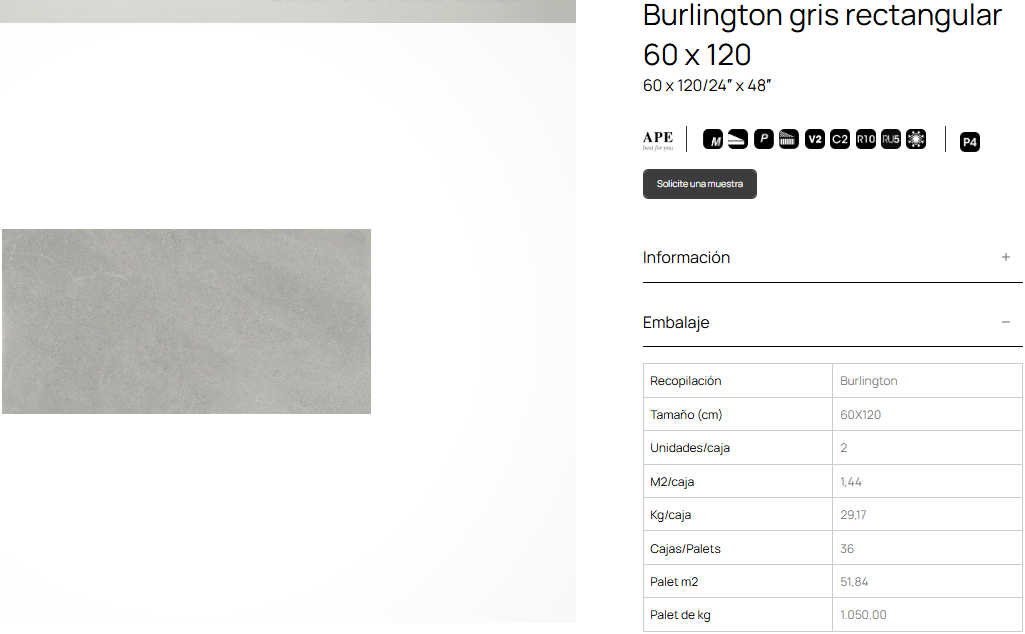 Burlington gris rectangular
60 x 120
60 x 120/24″ x 48″
APE
best for you
M P V2 C2 R10 RU5 P4
Solicite una muestra
Información +
Embalaje −
Recopilación Burlington
Tamaño (cm) 60X120
Unidades/caja 2
M2/caja 1,44
Kg/caja 29,17
Cajas/Palets 36
Palet m2 51,84
Palet de kg 1.050,00